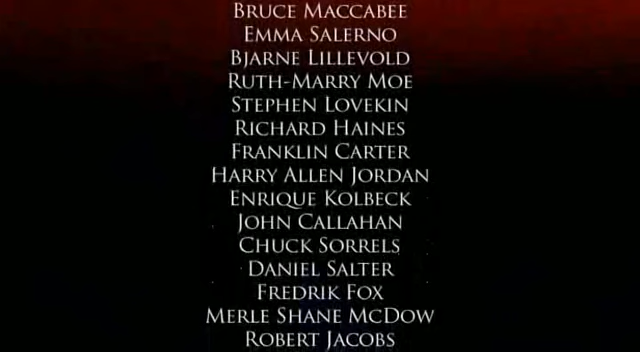 Bruce Maccabee
Emma Salerno
Bjarne Lillevold
Ruth-Marry Moe
Stephen Lovekin
Richard Haines
Franklin Carter
Harry Allen Jordan
Enrique Kolbeck
John Callahan
Chuck Sorrels
Daniel Salter
Fredrik Fox
Merle Shane McDow
Robert Jacobs